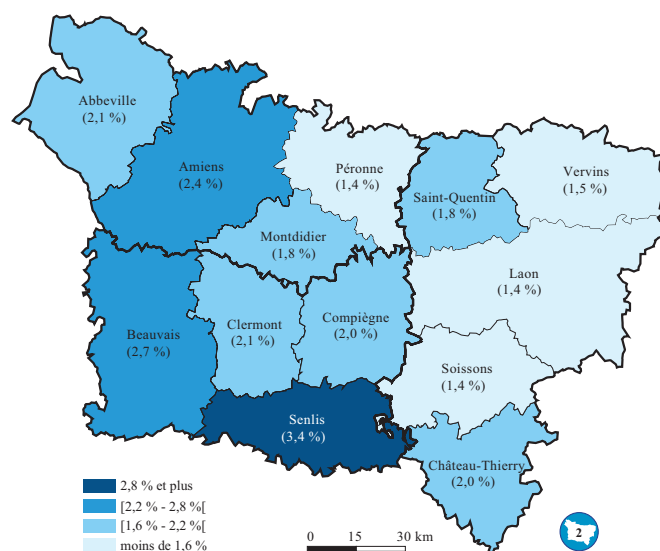 Abbeville
(2,1 %)
Amiens
(2,4 %)
Péronne
(1,4 %)
Saint-Quentin
(1,8 %)
Vervins
(1,5 %)
Montdidier
(1,8 %)
Laon
(1,4 %)
Beauvais
(2,7 %)
Clermont
(2,1 %)
Compiègne
(2,0 %)
Soissons
(1,4 %)
Senlis
(3,4 %)
Château-Thierry
(2,0 %)
2,8 % et plus
[2,2 % - 2,8 %[
[1,6 % - 2,2 %[
moins de 1,6 %
0 15 30 km
2